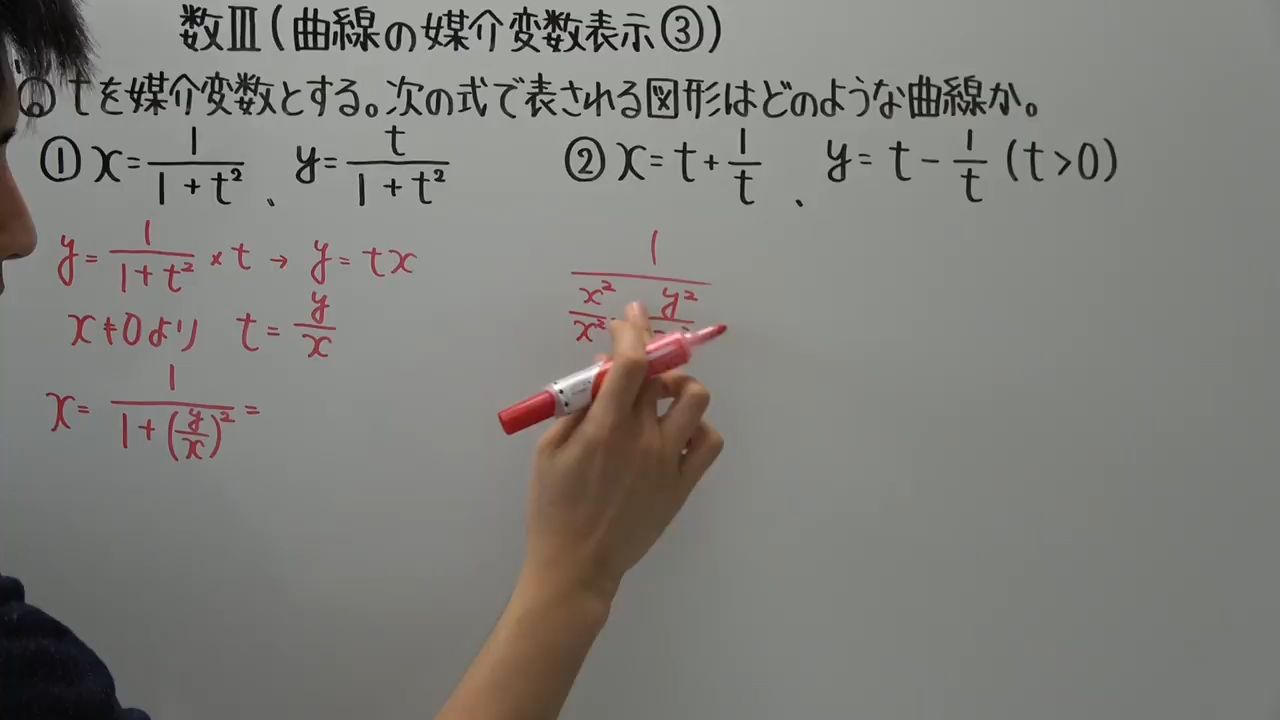 数Ⅲ(曲線の媒介変数表示③)
◎ tを媒介変数とする。次の式で表される図形はどのような曲線か。
① x=1/(1+t²)、 y=t/(1+t²)
② x=t+1/t、 y=t-1/t (t>0)
y=1/(1+t²)×t → y=tx
x≠0より t=y/x
x=1/(1+(y/x)²)=
1
x² y²
x²